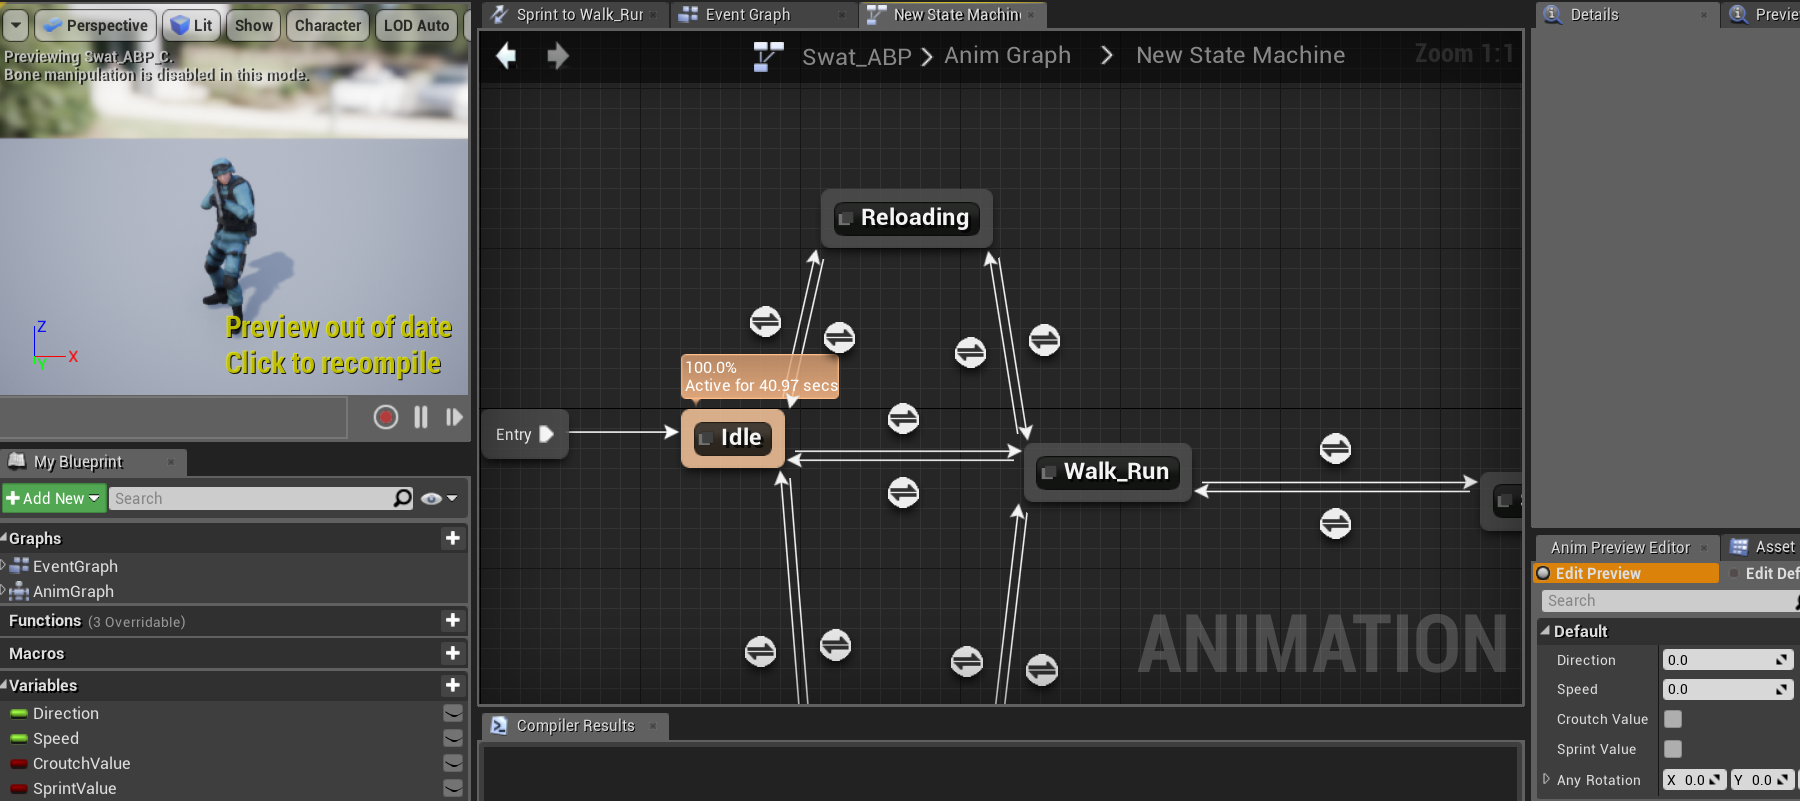 Perspective
Lit
Show
Character
LOD Auto
Previewing Swat_ABP_C.
Bone manipulation is disabled in this mode.
Z
X
Y
Preview out of date
Click to recompile
My Blueprint
Add New
Search
Graphs
EventGraph
AnimGraph
Functions (3 Overridable)
Macros
Variables
Direction
Speed
CroutchValue
SprintValue
Sprint to Walk_Run
Event Graph
New State Machin
Swat_ABP > Anim Graph > New State Machine
Zoom 1:1
Reloading
100.0%
Active for 40.97 secs
Entry
Idle
Walk_Run
ANIMATION
Compiler Results
Details
Previe
Anim Preview Editor
Asset
Edit Preview
Edit Def
Search
Default
Direction 0.0
Speed 0.0
Croutch Value
Sprint Value
Any Rotation X 0.0 Y 0.0